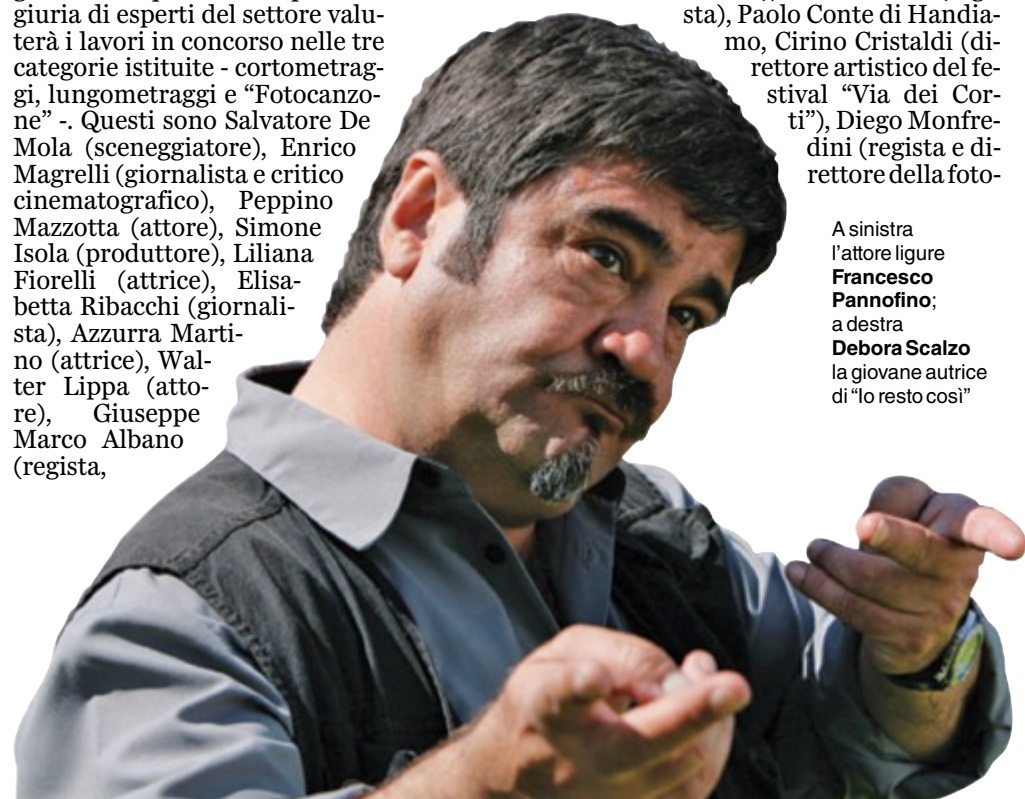 giuria di esperti del settore valu-
terà i lavori in concorso nelle tre
categorie istituite - cortometrag-
gi, lungometraggi e “Fotocanzo-
ne” -. Questi sono Salvatore De
Mola (sceneggiatore), Enrico
Magrelli (giornalista e critico
cinematografico), Peppino
Mazzotta (attore), Simone
Isola (produttore), Liliana
Fiorelli (attrice), Elisa-
betta Ribacchi (giornali-
sta), Azzurra Marti-
no (attrice), Wal-
ter Lippa (atto-
re), Giuseppe
Marco Albano
(regista,
sta), Paolo Conte di Handia-
mo, Cirino Cristaldi (di-
rettore artistico del fe-
stival “Via dei Cor-
ti”), Diego Monfre-
dini (regista e di-
rettore della foto-
A sinistra
l’attore ligure
Francesco
Pannofino;
a destra
Debora Scalzo
la giovane autrice
di “Io resto così”